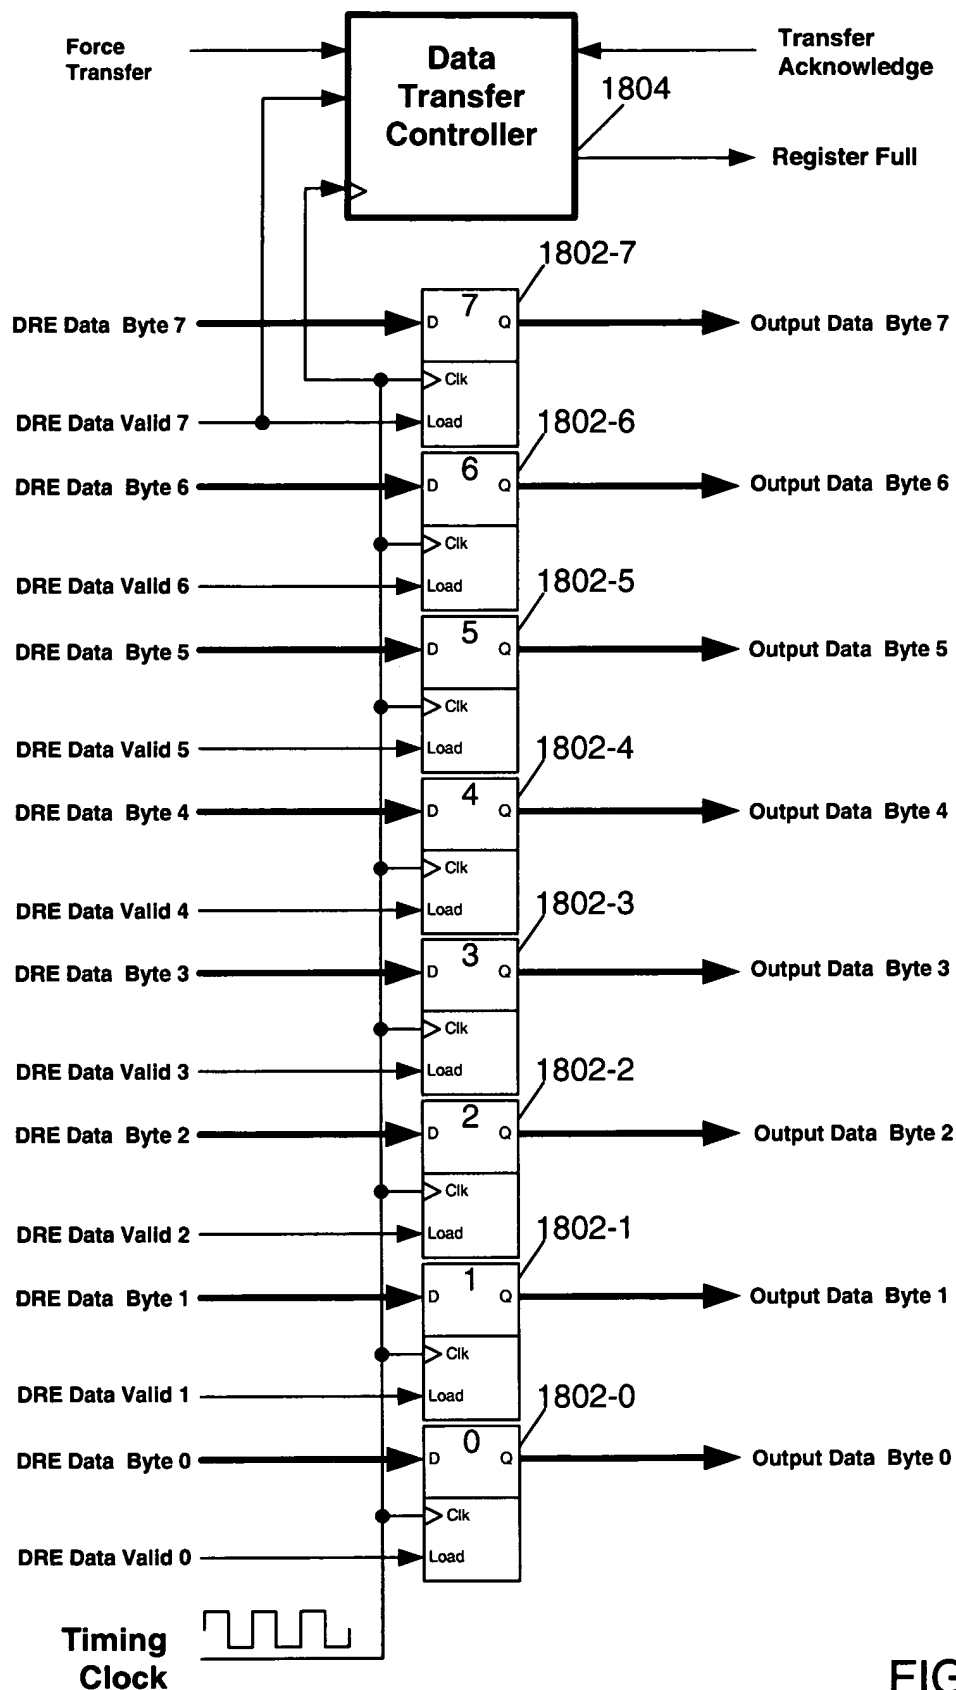 Force
Transfer
Data
Transfer
Controller
Transfer
Acknowledge
1804
Register Full
1802-7
DRE Data Byte 7
7
D
Q
Output Data Byte 7
Clk
DRE Data Valid 7
Load
1802-6
DRE Data Byte 6
6
D
Q
Output Data Byte 6
Clk
DRE Data Valid 6
Load
1802-5
DRE Data Byte 5
5
D
Q
Output Data Byte 5
Clk
DRE Data Valid 5
Load
1802-4
DRE Data Byte 4
4
D
Q
Output Data Byte 4
Clk
DRE Data Valid 4
Load
1802-3
DRE Data Byte 3
3
D
Q
Output Data Byte 3
Clk
DRE Data Valid 3
Load
1802-2
DRE Data Byte 2
2
D
Q
Output Data Byte 2
Clk
DRE Data Valid 2
Load
1802-1
DRE Data Byte 1
1
D
Q
Output Data Byte 1
Clk
DRE Data Valid 1
Load
1802-0
DRE Data Byte 0
0
D
Q
Output Data Byte 0
Clk
DRE Data Valid 0
Load
Timing
Clock
FIG